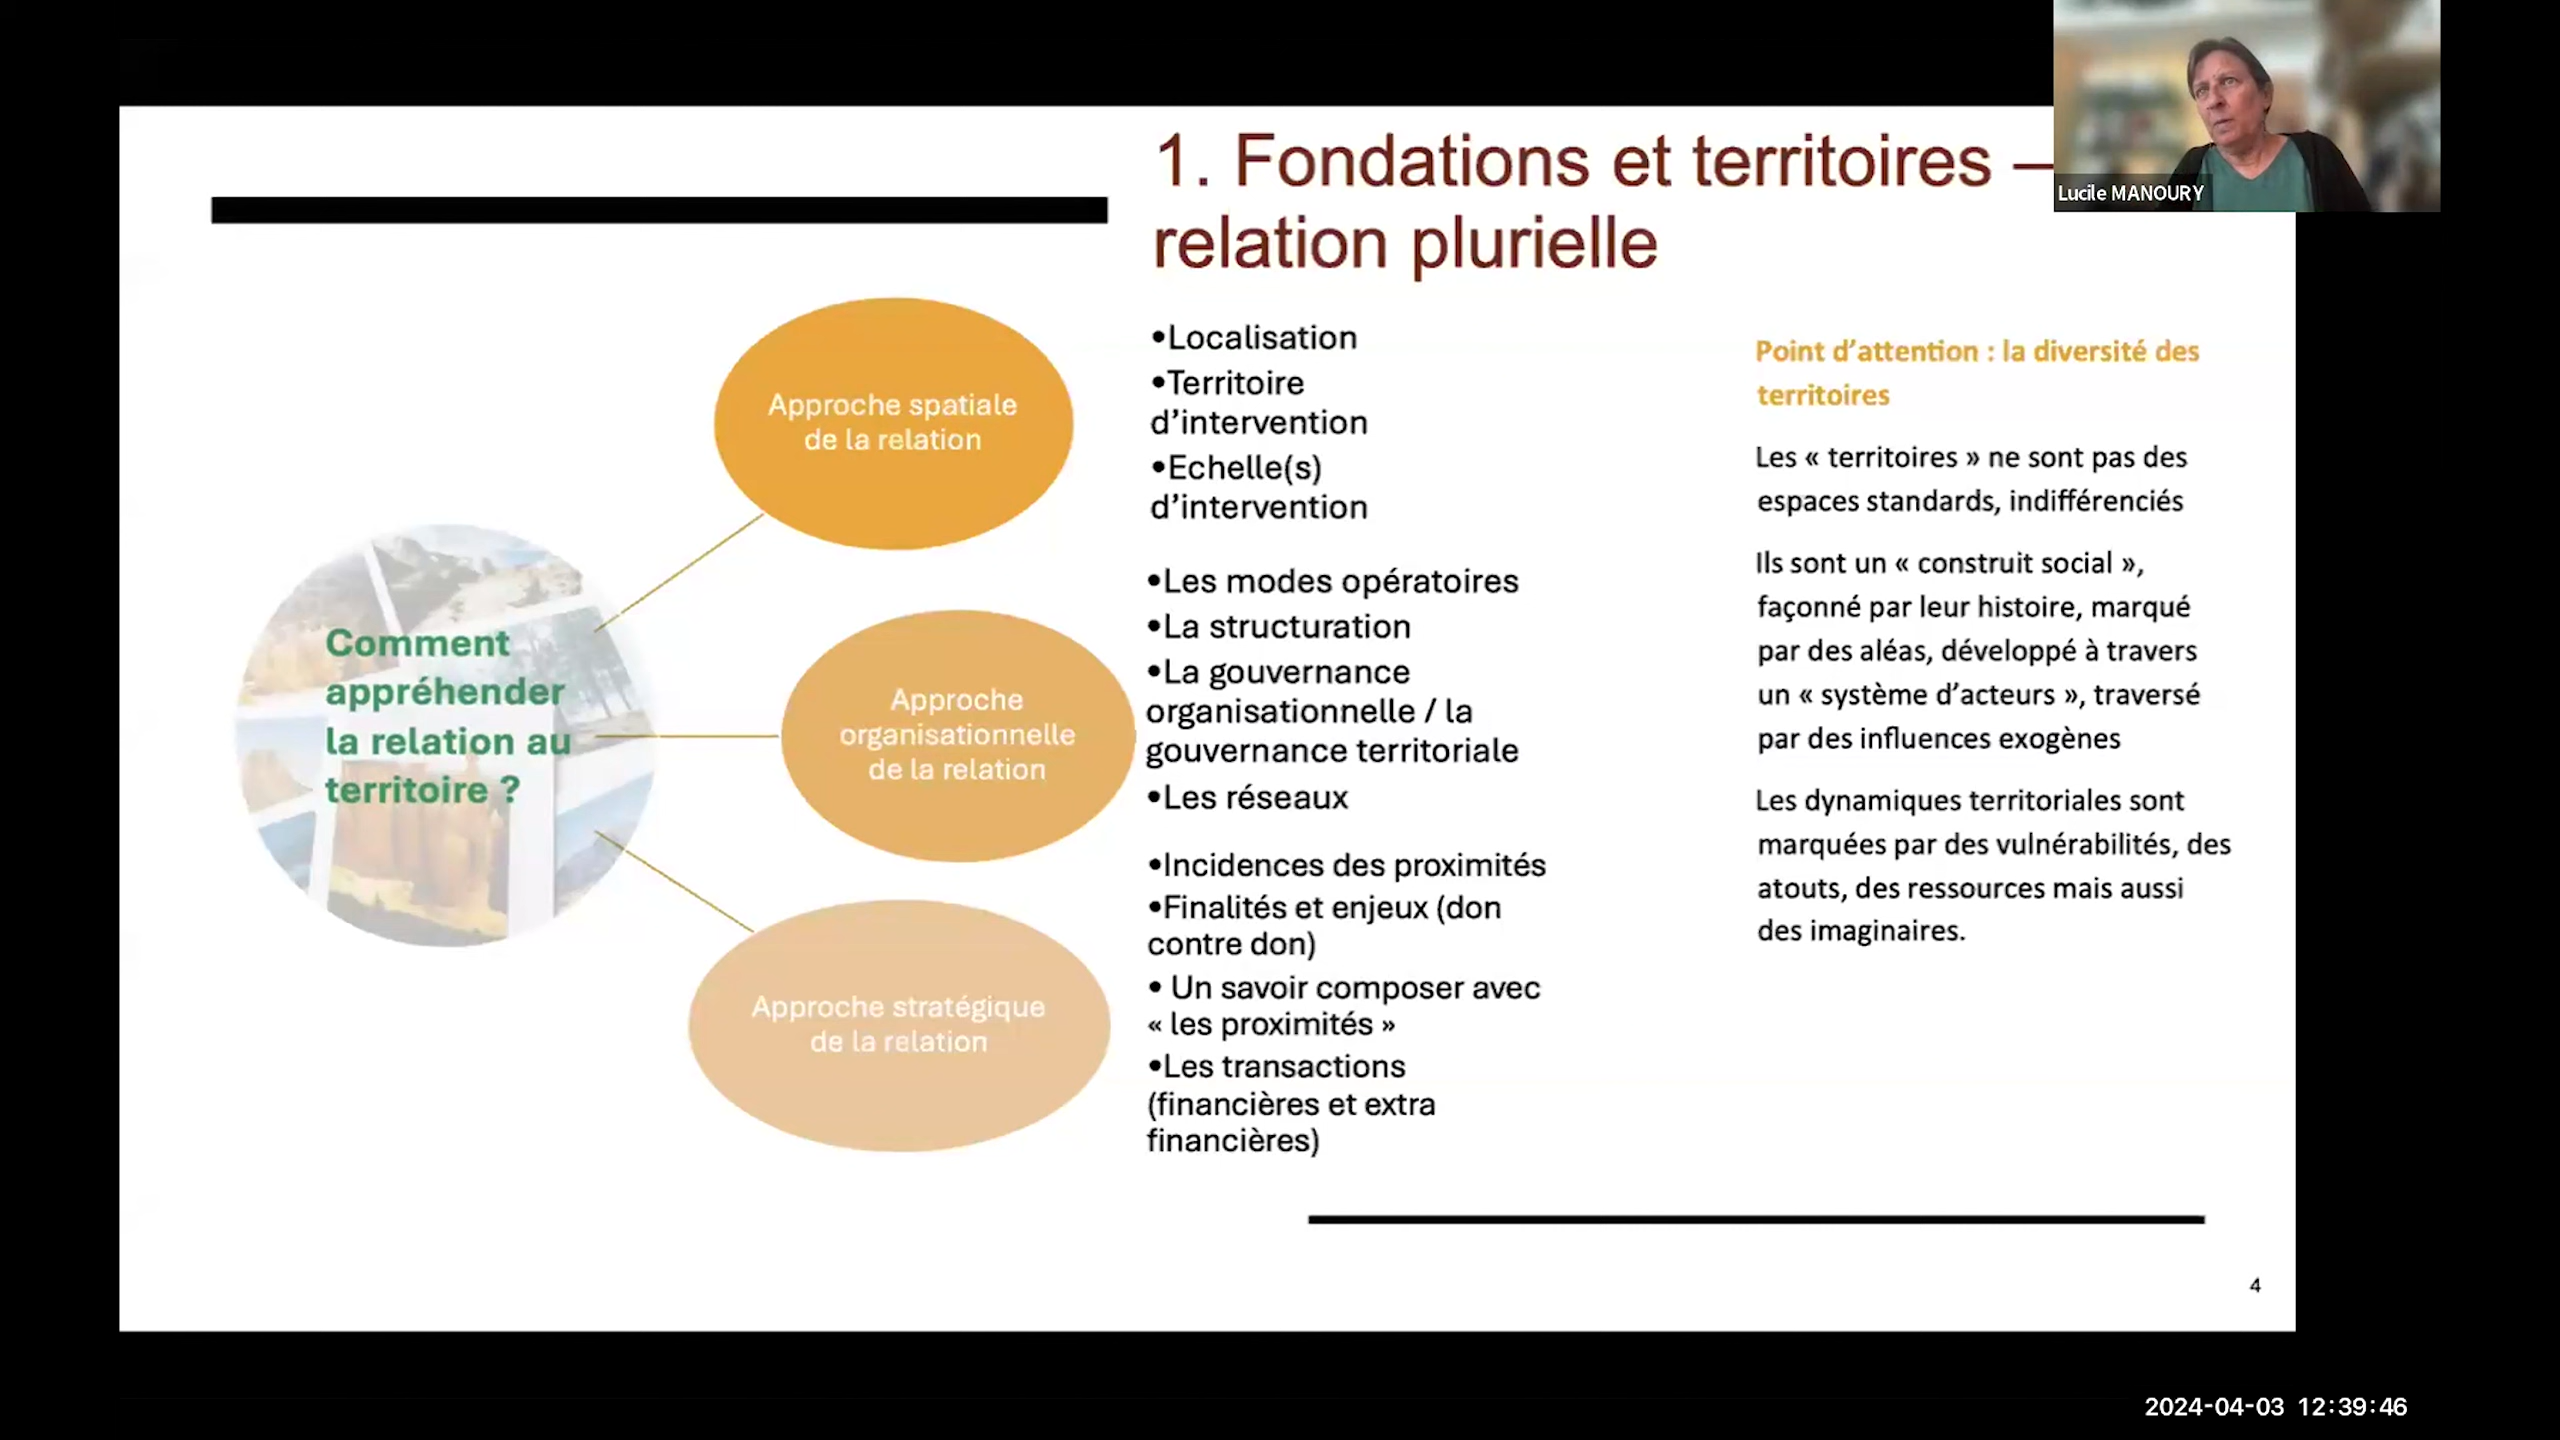 1. Fondations et territoires –
relation plurielle
Lucile MANOURY
Comment
appréhender
la relation au
territoire ?
Approche spatiale
de la relation
•Localisation
•Territoire
d’intervention
•Echelle(s)
d’intervention
Approche
organisationnelle
de la relation
•Les modes opératoires
•La structuration
•La gouvernance
organisationnelle / la
gouvernance territoriale
•Les réseaux
Approche stratégique
de la relation
•Incidences des proximités
•Finalités et enjeux (don
contre don)
• Un savoir composer avec
« les proximités »
•Les transactions
(financières et extra
financières)
Point d’attention : la diversité des
territoires
Les « territoires » ne sont pas des
espaces standards, indifférenciés
Ils sont un « construit social »,
façonné par leur histoire, marqué
par des aléas, développé à travers
un « système d’acteurs », traversé
par des influences exogènes
Les dynamiques territoriales sont
marquées par des vulnérabilités, des
atouts, des ressources mais aussi
des imaginaires.
4
2024-04-03 12:39:46